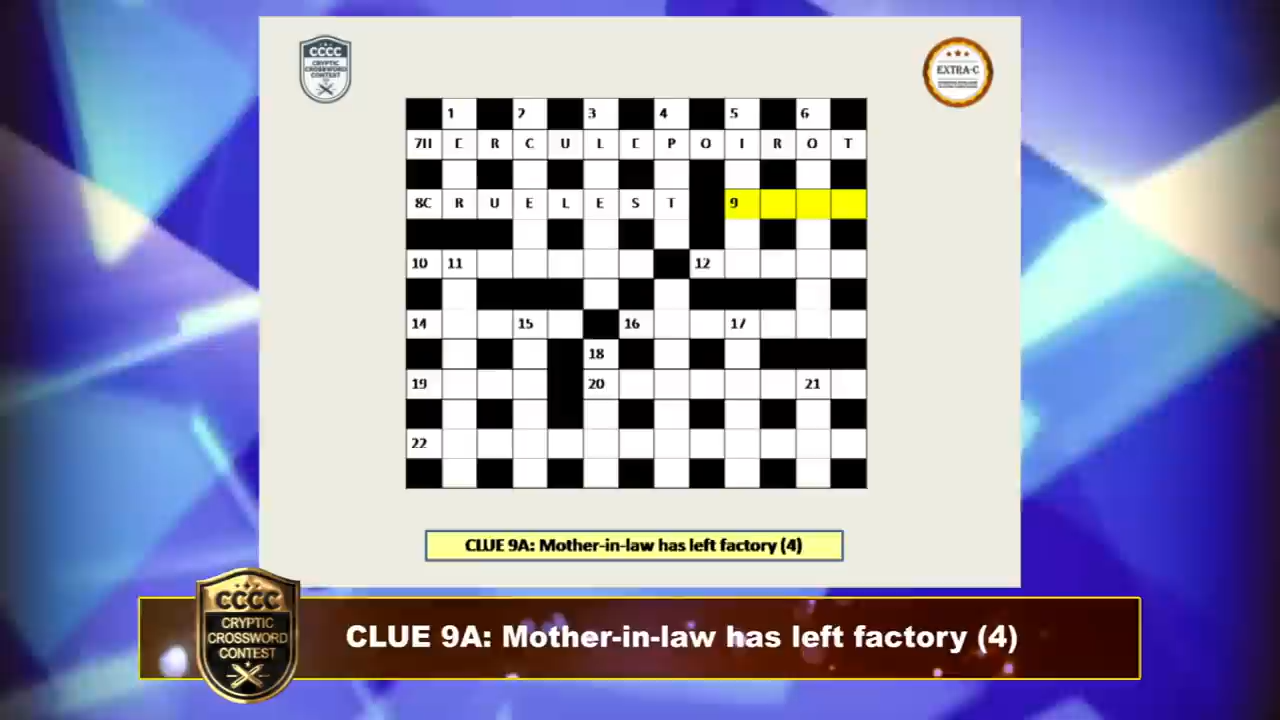 CCCC
CRYPTIC
CROSSWORD
CONTEST
EXTRA-C
1 2 3 4 5 6
7H E R C U L E P O I R O T
8C R U E L E S T 9
10 11 12
14 15 16 17
18
19 20 21
22
CLUE 9A: Mother-in-law has left factory (4)
CCCC
CRYPTIC
CROSSWORD
CONTEST
CLUE 9A: Mother-in-law has left factory (4)